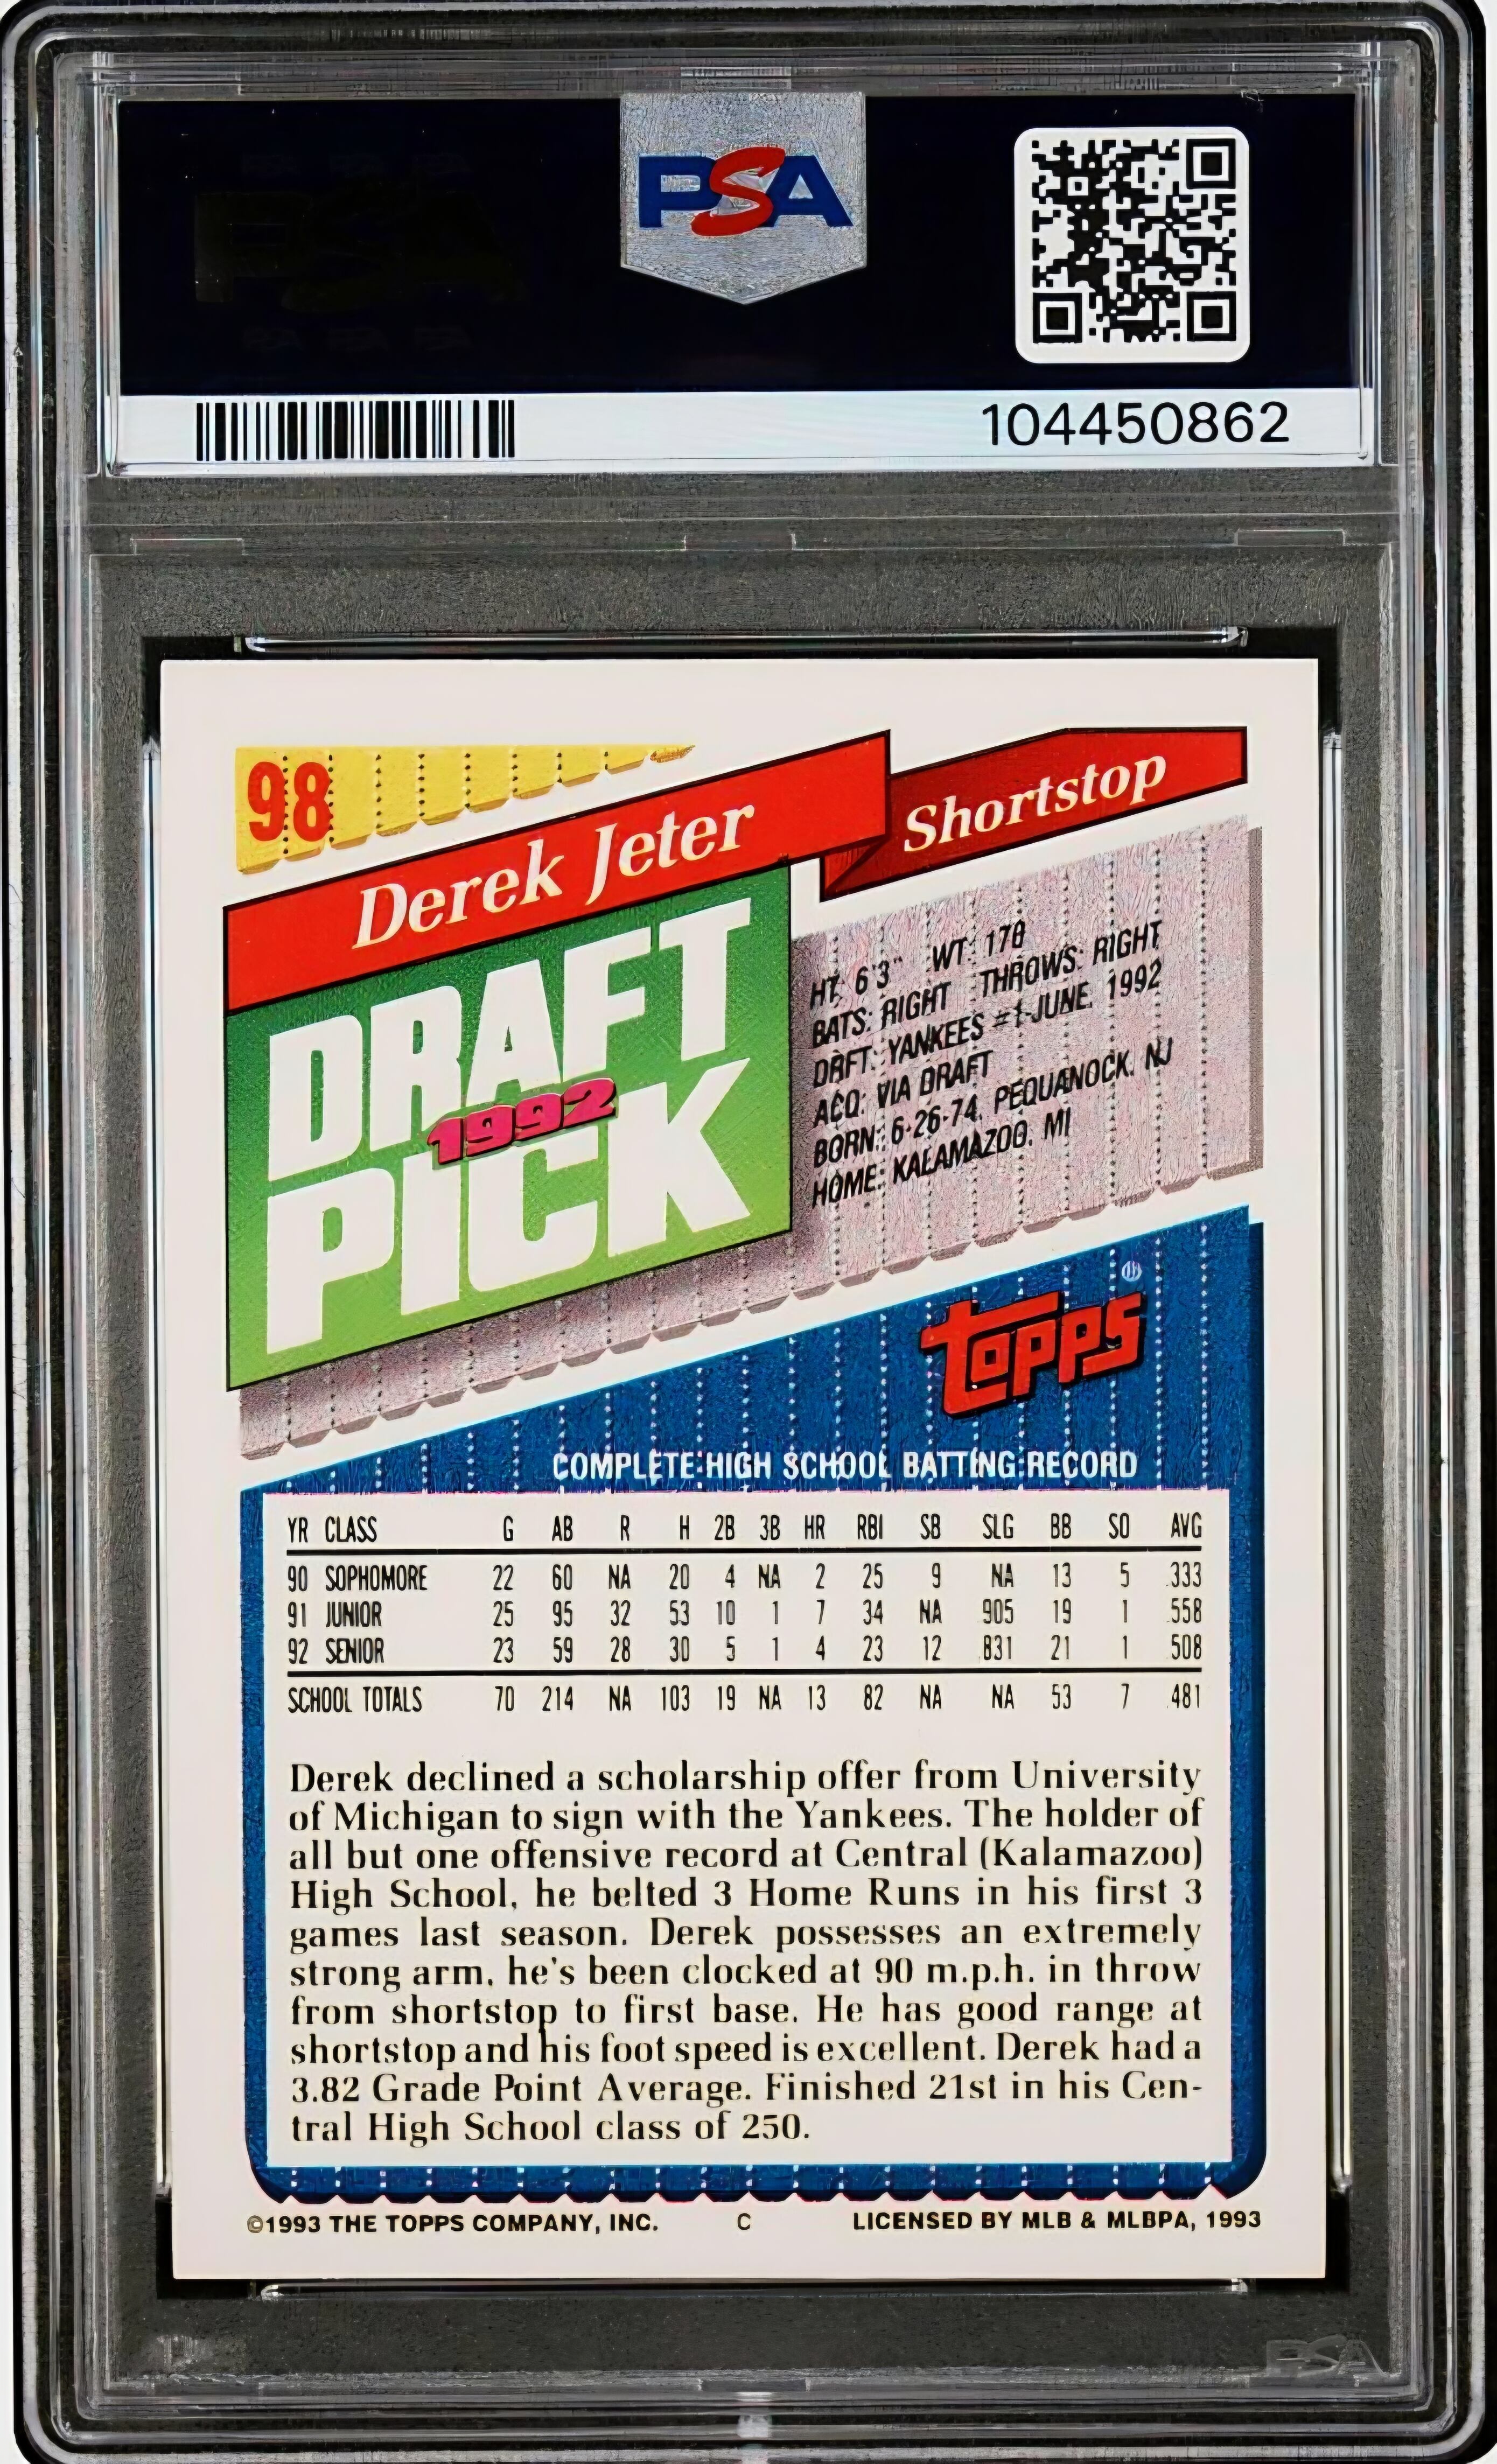 PSA
104450862
98
Derek Jeter
Shortstop
DRAFT
1992
PICK
HT: 6'3" WT: 170
BATS: RIGHT THROWS: RIGHT
DRFT: YANKEES #1-JUNE, 1992
ACQ: VIA DRAFT
BORN: 6-26-74, PEQUANOCK, NJ
HOME: KALAMAZOO, MI
TOPPS
COMPLETE HIGH SCHOOL BATTING RECORD
YR CLASS G AB R H 2B 3B HR RBI SB SLG BB SO AVG
90 SOPHOMORE 22 60 NA 20 4 NA 2 25 9 NA 13 5 .333
91 JUNIOR 25 95 32 53 10 1 7 34 NA .905 19 1 .558
92 SENIOR 23 59 28 30 5 1 4 23 12 .831 21 1 .508
SCHOOL TOTALS 70 214 NA 103 19 NA 13 82 NA NA 53 7 .481
Derek declined a scholarship offer from University
of Michigan to sign with the Yankees. The holder of
all but one offensive record at Central (Kalamazoo)
High School, he belted 3 Home Runs in his first 3
games last season. Derek possesses an extremely
strong arm, he's been clocked at 90 m.p.h. in throw
from shortstop to first base. He has good range at
shortstop and his foot speed is excellent. Derek had a
3.82 Grade Point Average. Finished 21st in his Cen-
tral High School class of 250.
©1993 THE TOPPS COMPANY, INC. C LICENSED BY MLB & MLBPA, 1993
PSA